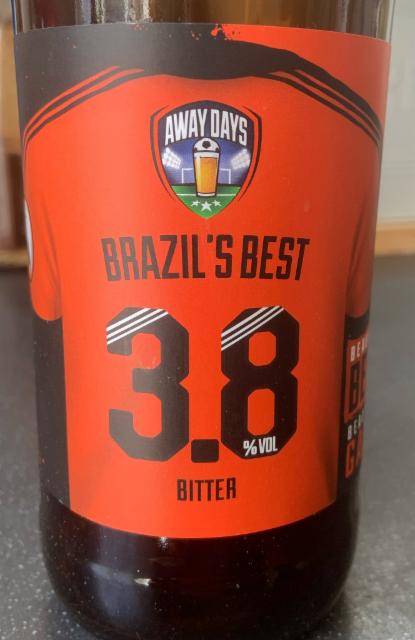 AWAY DAYS
BRAZIL'S BEST
3.8
% VOL
BITTER